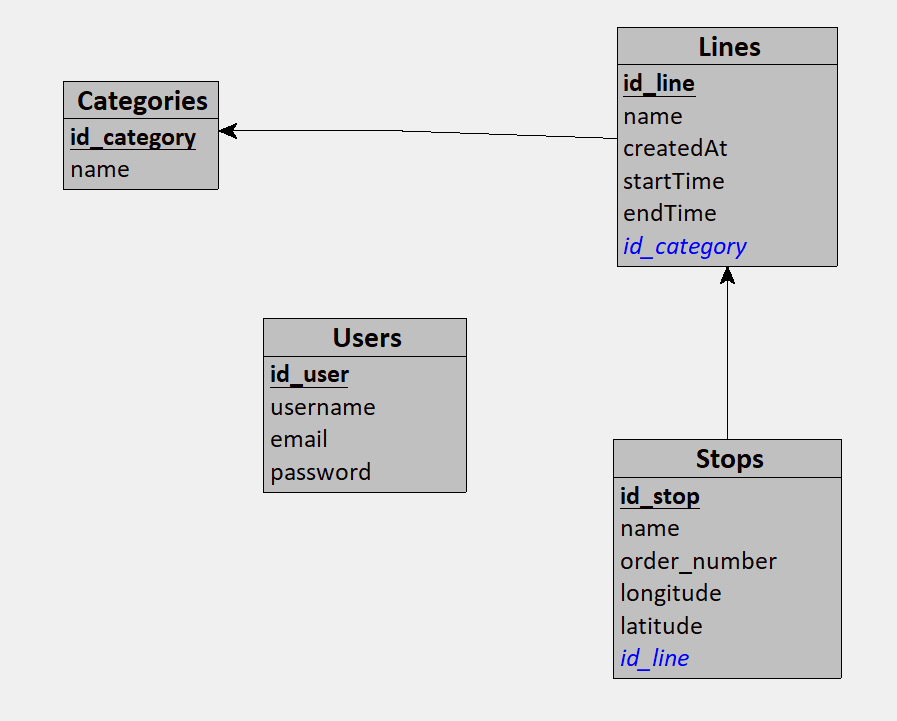 Categories
id_category
name
Lines
id_line
name
createdAt
startTime
endTime
id_category
Users
id_user
username
email
password
Stops
id_stop
name
order_number
longitude
latitude
id_line